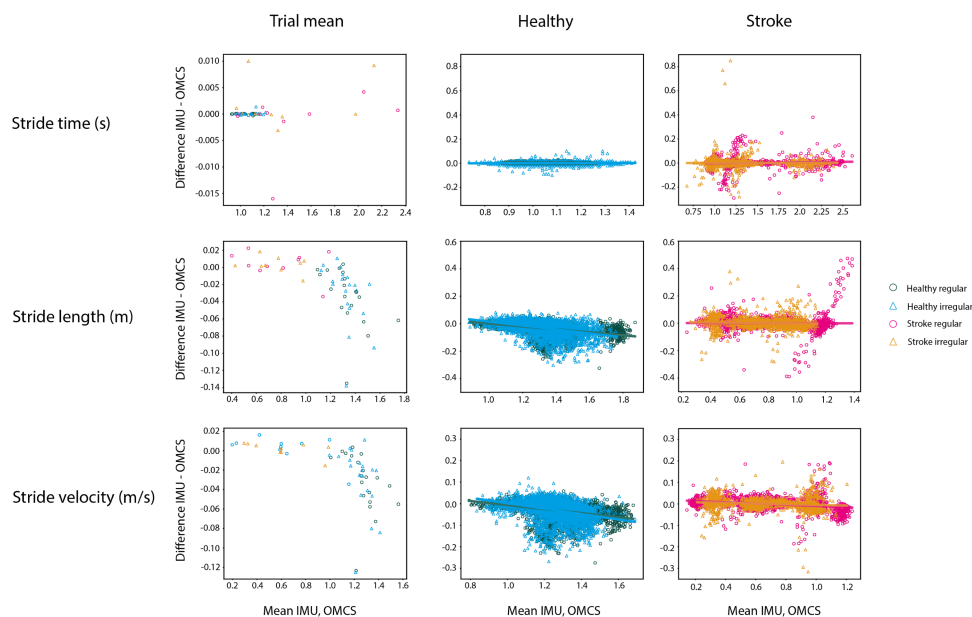 Trial mean Healthy Stroke
Stride time (s)
Difference IMU - OMCS
0.010
0.005
0.000
-0.005
-0.010
-0.015
1.0 1.2 1.4 1.6 1.8 2.0 2.2 2.4
0.8
0.6
0.4
0.2
0.0
-0.2
0.8 0.9 1.0 1.1 1.2 1.3 1.4
0.8
0.6
0.4
0.2
0.0
-0.2
0.75 1.0 1.25 1.50 1.75 2.0 2.25 2.5
Stride length (m)
Difference IMU - OMCS
0.02
0.00
-0.02
-0.04
-0.06
-0.08
-0.10
-0.12
-0.14
0.4 0.6 0.8 1.0 1.2 1.4 1.6 1.8
0.6
0.4
0.2
0.0
-0.2
-0.4
1.0 1.2 1.4 1.6 1.8
0.6
0.4
0.2
0.0
-0.2
-0.4
0.2 0.4 0.6 0.8 1.0 1.2 1.4
Healthy regular
Healthy irregular
Stroke regular
Stroke irregular
Stride velocity (m/s)
Difference IMU - OMCS
0.02
0.00
-0.02
-0.04
-0.06
-0.08
-0.10
-0.12
0.2 0.4 0.6 0.8 1.0 1.2 1.4 1.6
0.3
0.2
0.1
0.0
-0.1
-0.2
-0.3
0.8 1.0 1.2 1.4 1.6
0.3
0.2
0.1
0.0
-0.1
-0.2
-0.3
0.2 0.4 0.6 0.8 1.0 1.2
Mean IMU, OMCS Mean IMU, OMCS Mean IMU, OMCS